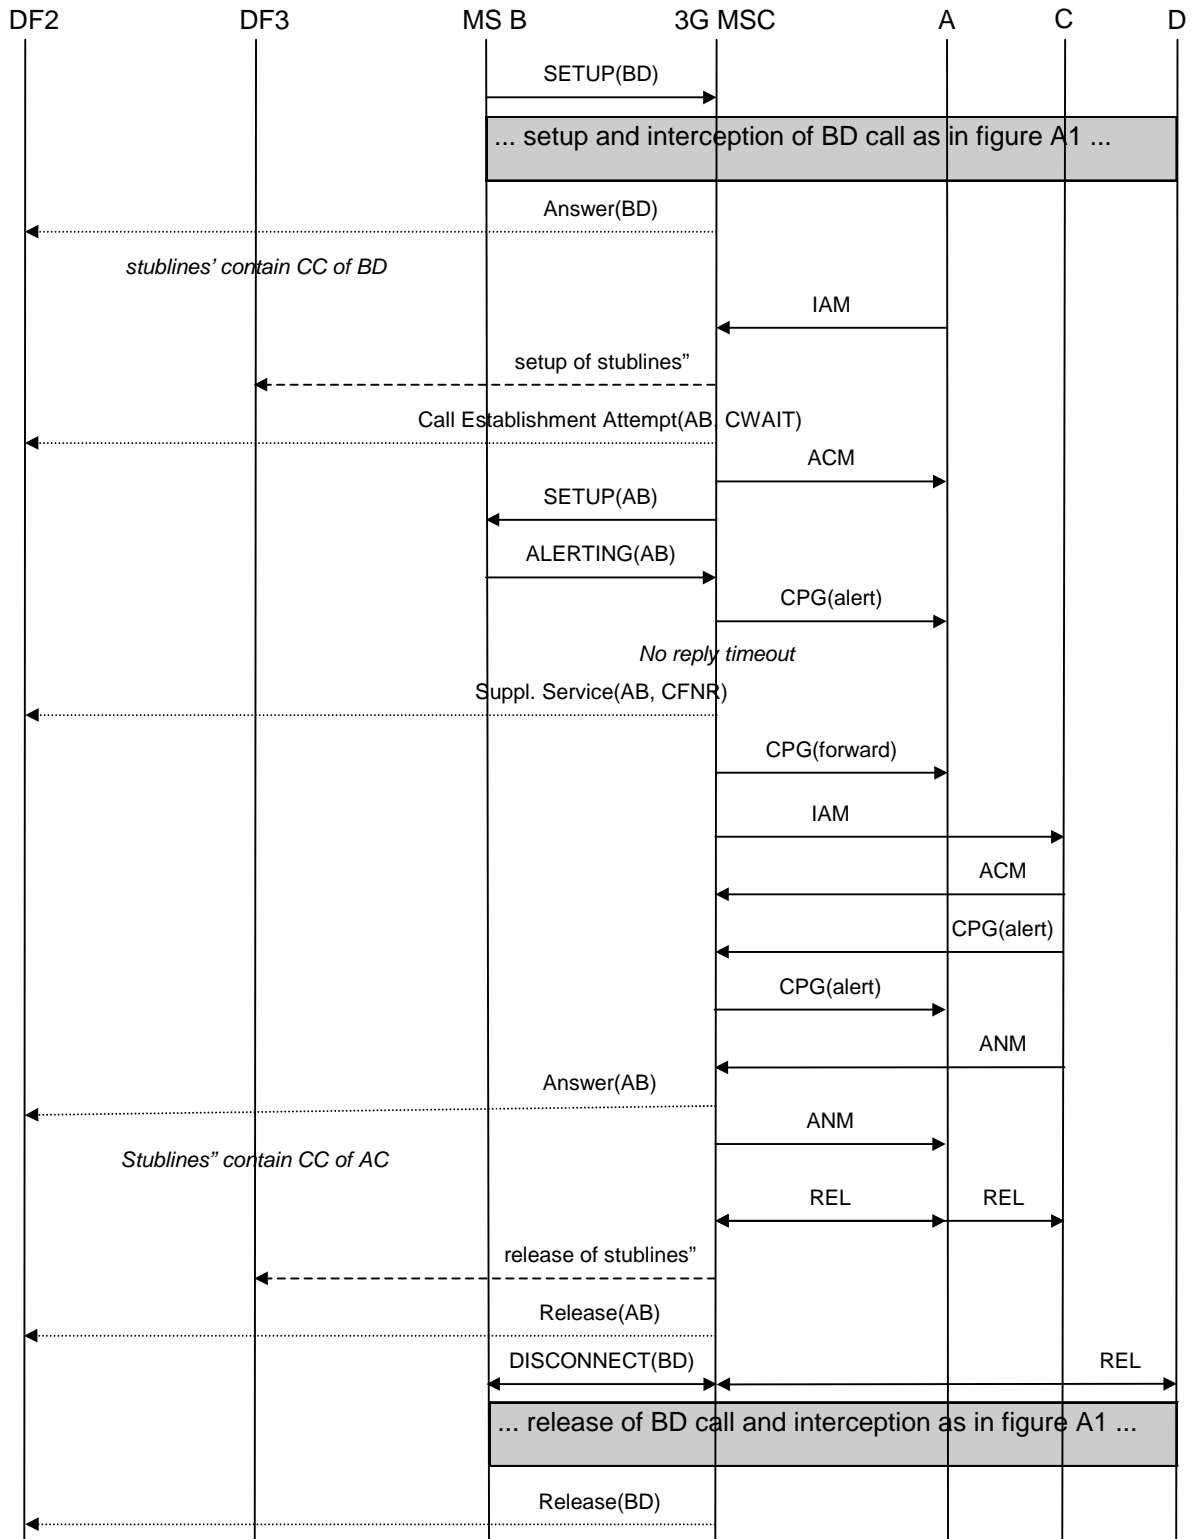 DF2 DF3 MS B 3G MSC A C D
SETUP(BD)
... setup and interception of BD call as in figure A1 ...
Answer(BD)
stublines’ contain CC of BD
IAM
setup of stublines”
Call Establishment Attempt(AB, CWAIT)
ACM
SETUP(AB)
ALERTING(AB)
CPG(alert)
No reply timeout
Suppl. Service(AB, CFNR)
CPG(forward)
IAM
ACM
CPG(alert)
CPG(alert)
ANM
Answer(AB)
ANM
Stublines” contain CC of AC
REL REL
release of stublines”
Release(AB)
DISCONNECT(BD) REL
... release of BD call and interception as in figure A1 ...
Release(BD)